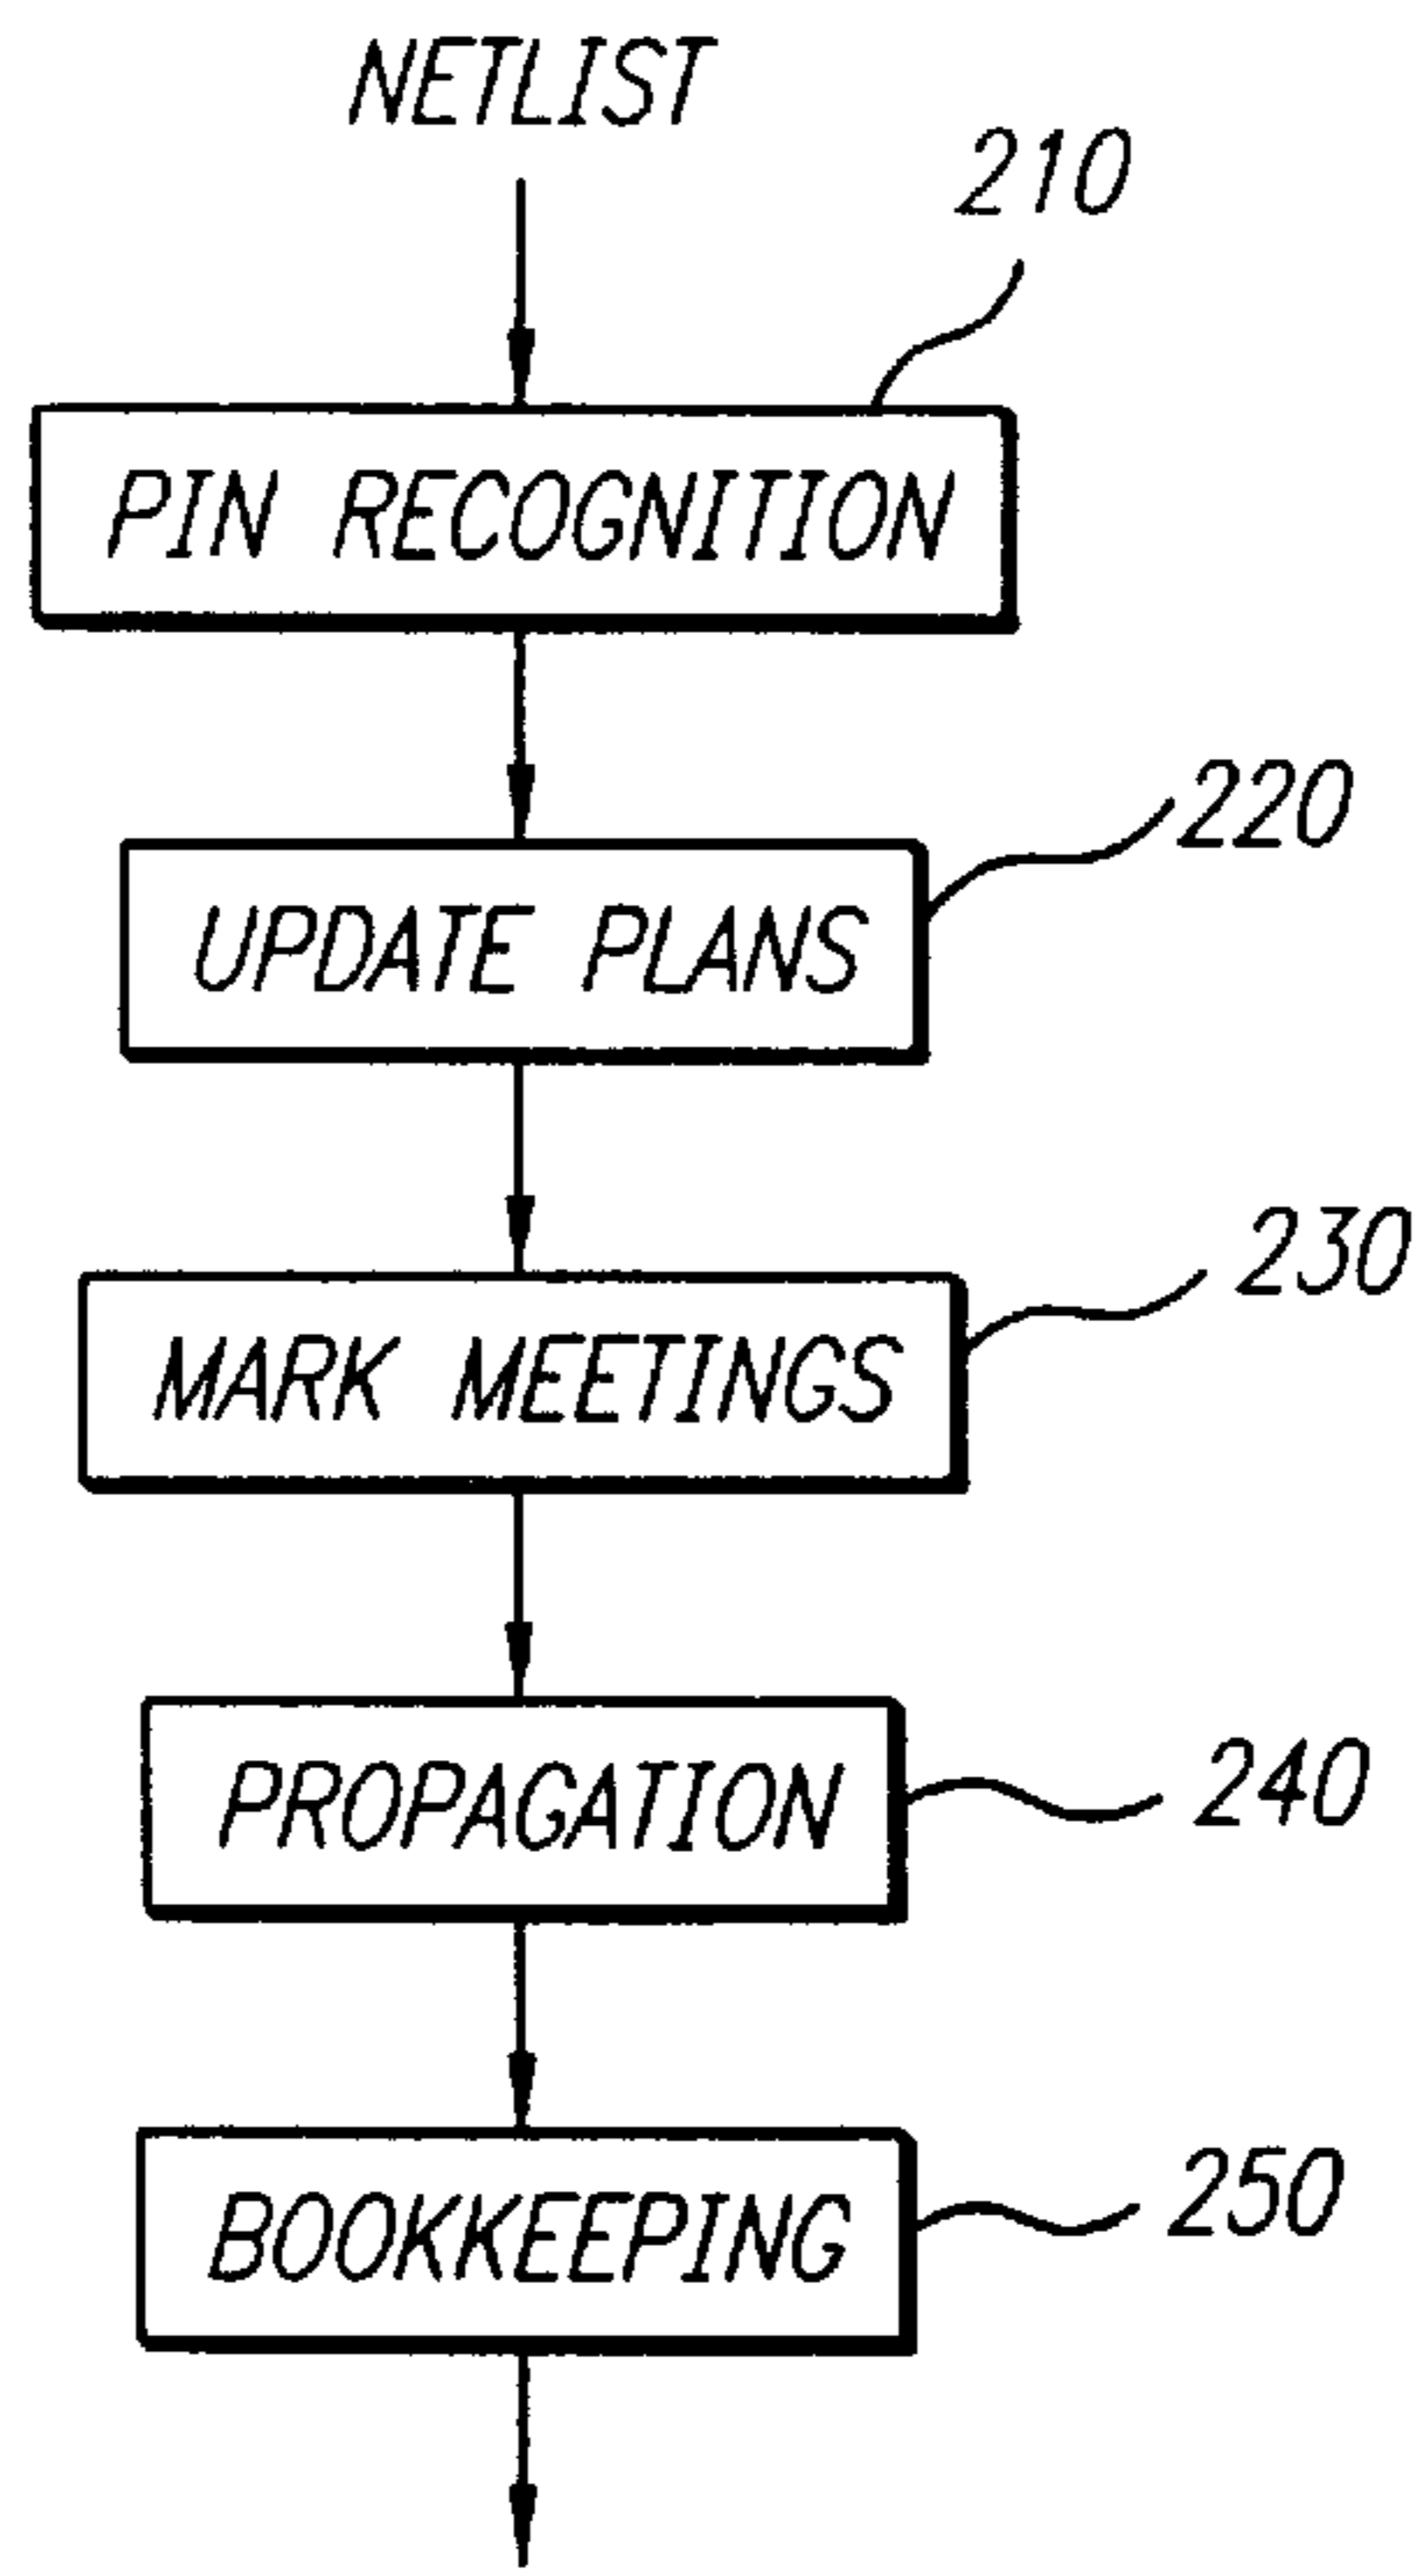 NETLIST
210
PIN RECOGNITION
220
UPDATE PLANS
230
MARK MEETINGS
240
PROPAGATION
250
BOOKKEEPING